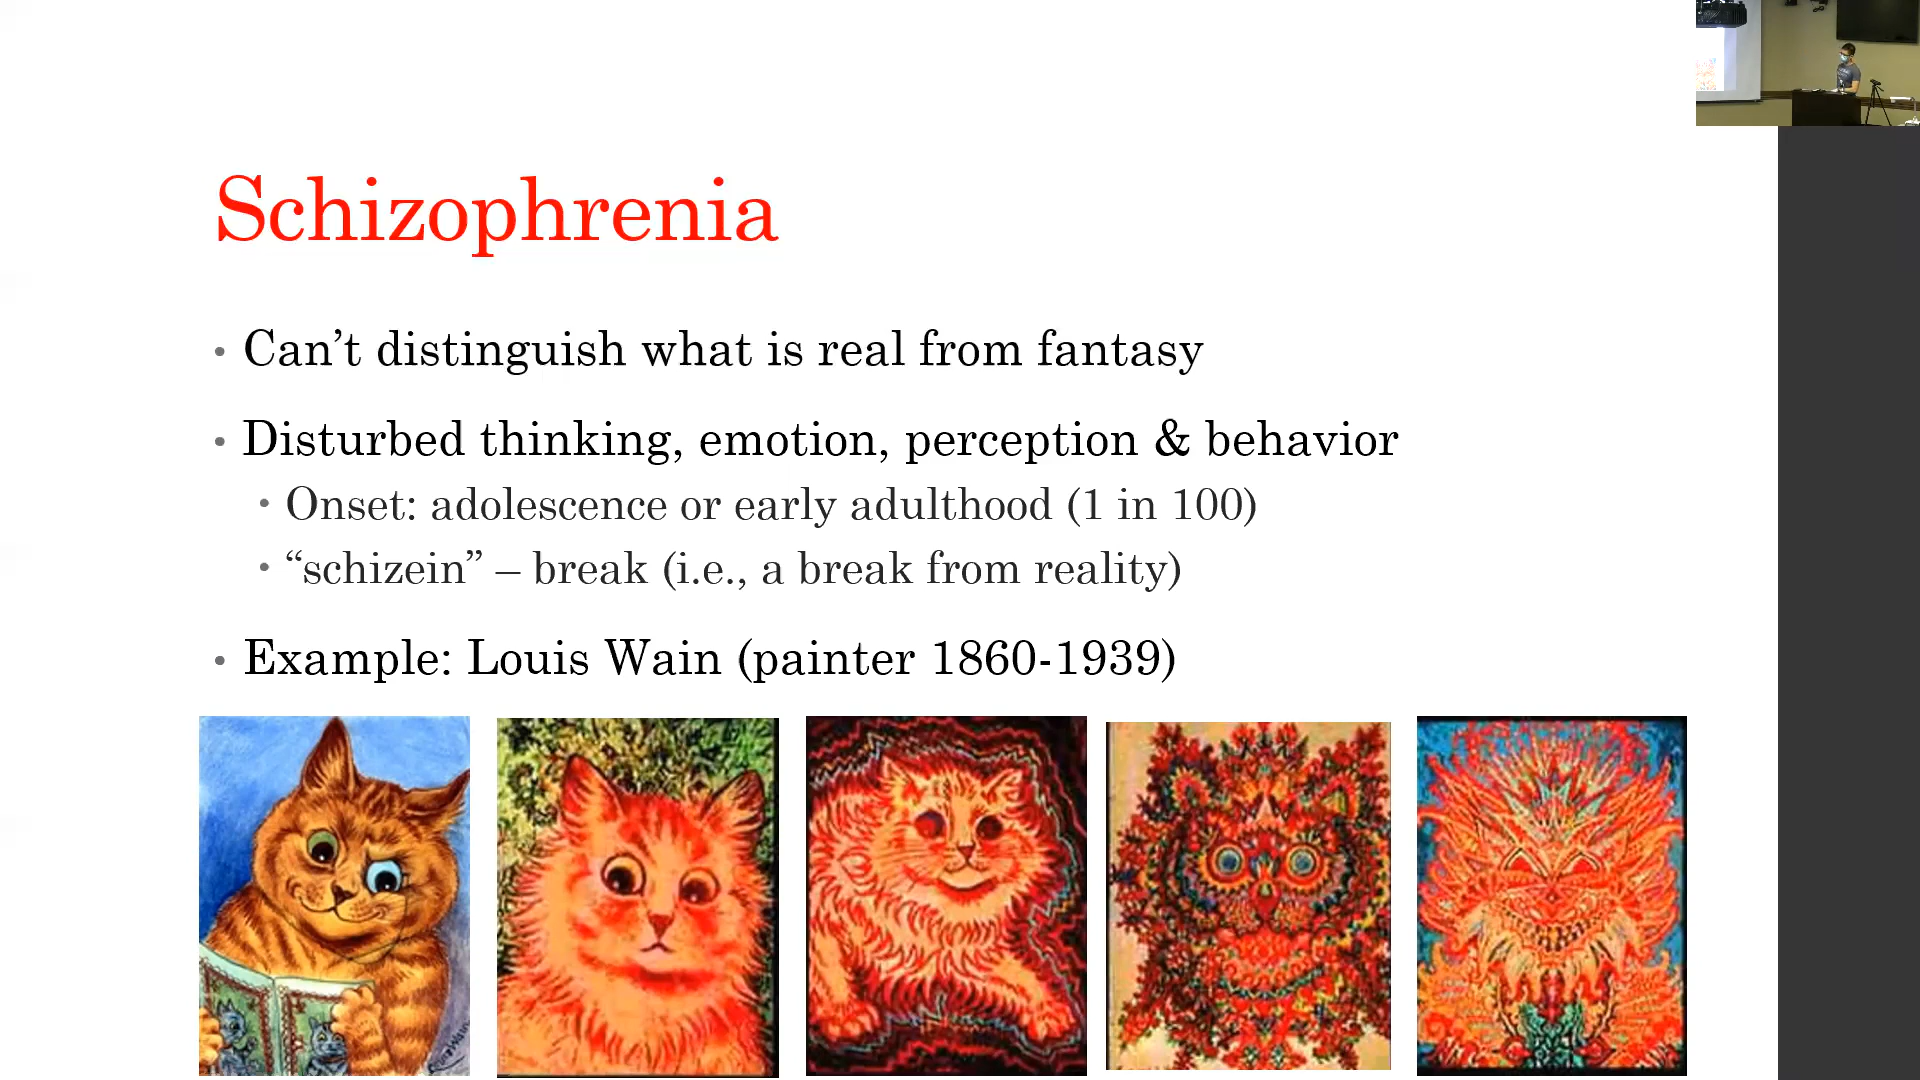 Schizophrenia
• Can’t distinguish what is real from fantasy
• Disturbed thinking, emotion, perception & behavior
• Onset: adolescence or early adulthood (1 in 100)
• “schizein” – break (i.e., a break from reality)
• Example: Louis Wain (painter 1860-1939)